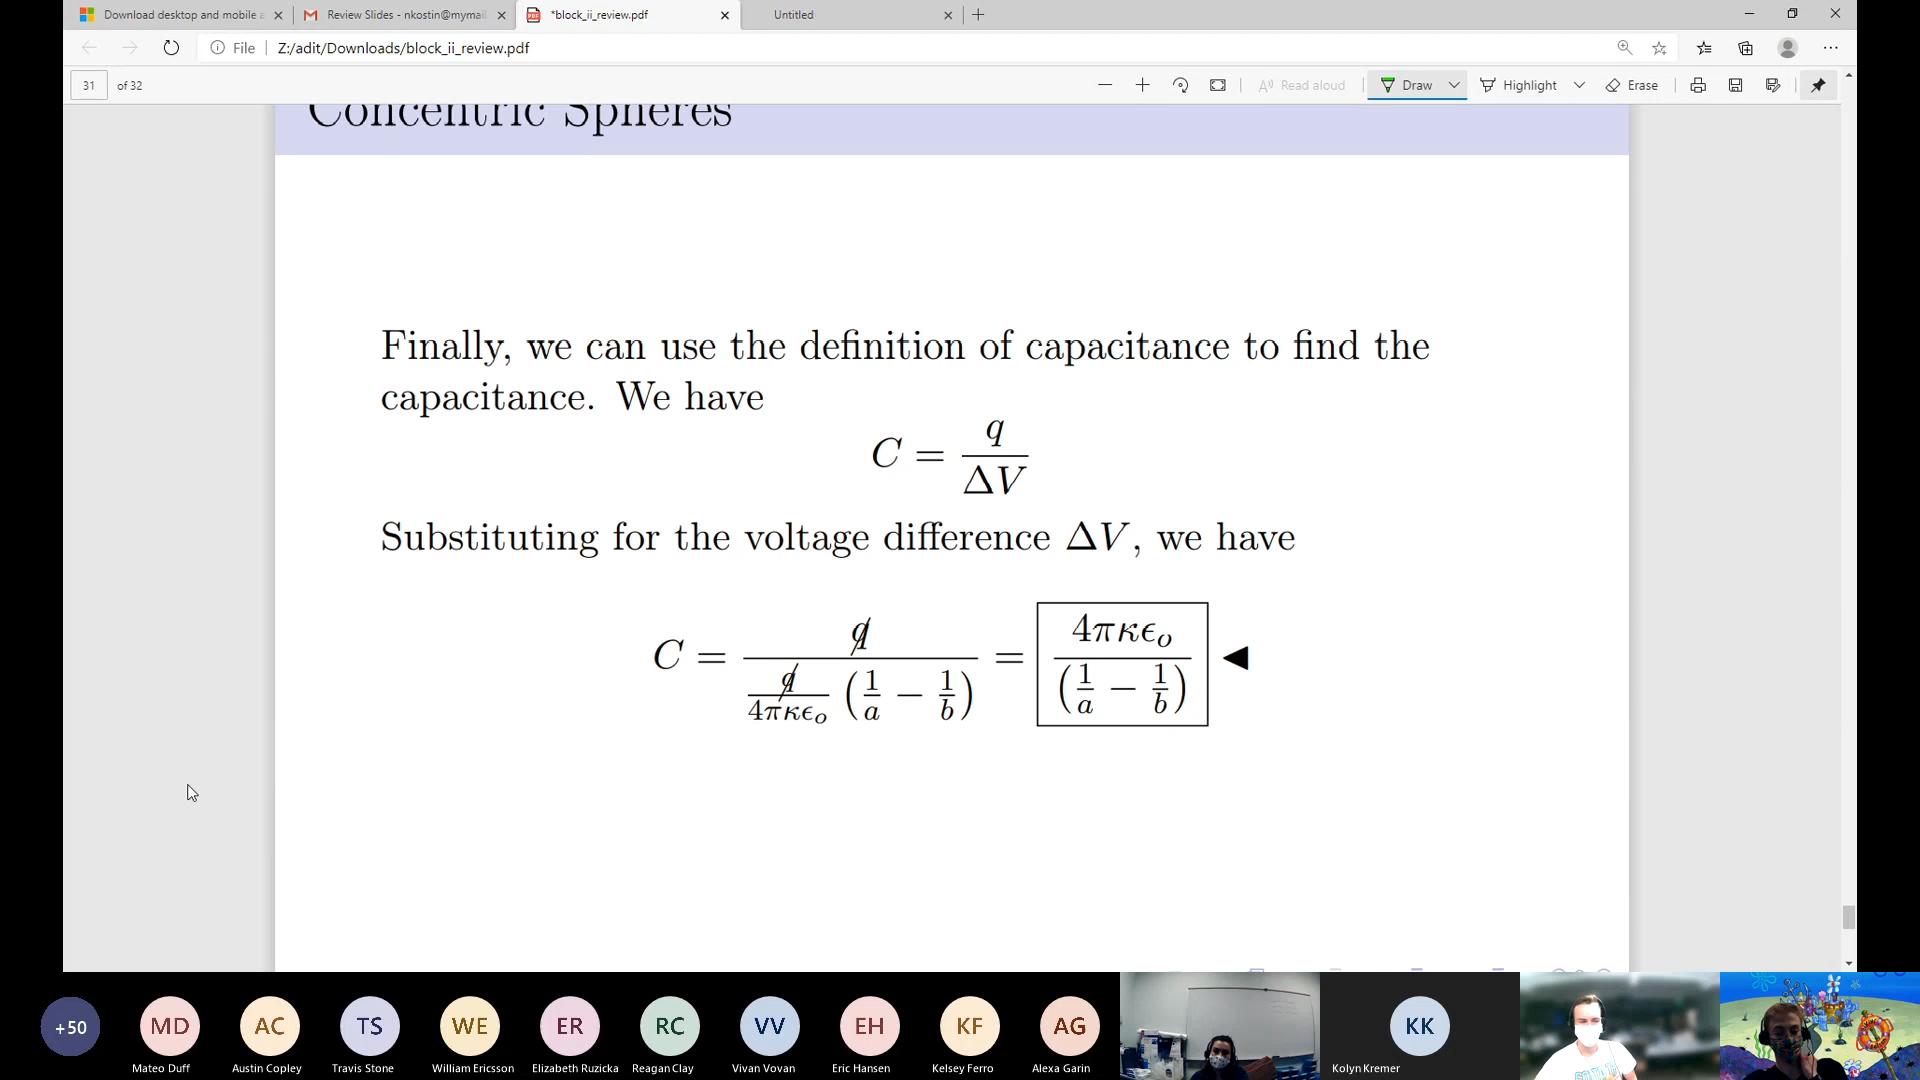 Download desktop and mobile a
Review Slides - nkostin@mymail
*block_ii_review.pdf
Untitled
File
Z:/adit/Downloads/block_ii_review.pdf
31 of 32
Read aloud
Draw
Highlight
Erase
Concentric Spheres
Finally, we can use the definition of capacitance to find the
capacitance. We have
C = q / ΔV
Substituting for the voltage difference ΔV, we have
C = q / ( q / 4πκϵₒ (1/a − 1/b) ) = 4πκϵₒ / (1/a − 1/b) ◀
+50
MD
AC
TS
WE
ER
RC
VV
EH
KF
AG
KK
Mateo Duff
Austin Copley
Travis Stone
William Ericsson
Elizabeth Ruzicka
Reagan Clay
Vivan Vovan
Eric Hansen
Kelsey Ferro
Alexa Garin
Kolyn Kremer